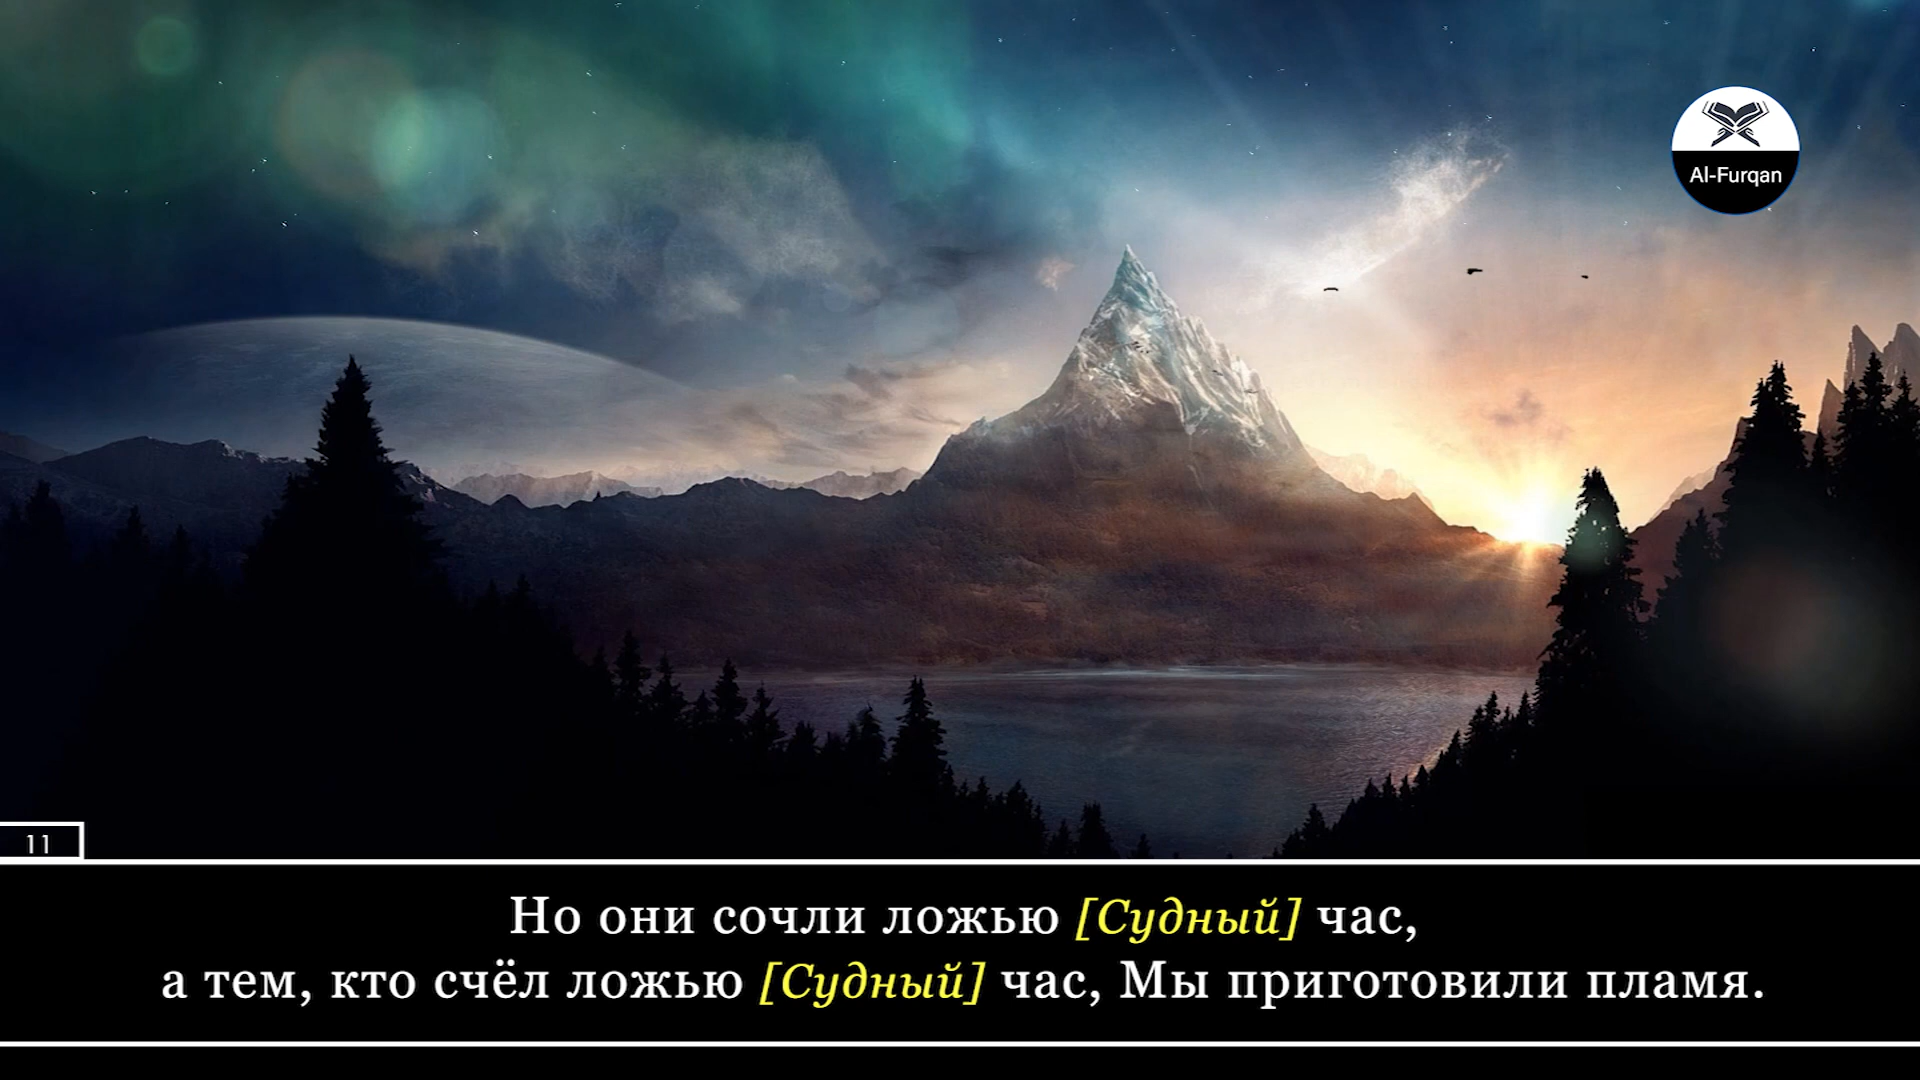 Al-Furqan
11
Но они сочли ложью [Судный] час,
а тем, кто счёл ложью [Судный] час, Мы приготовили пламя.